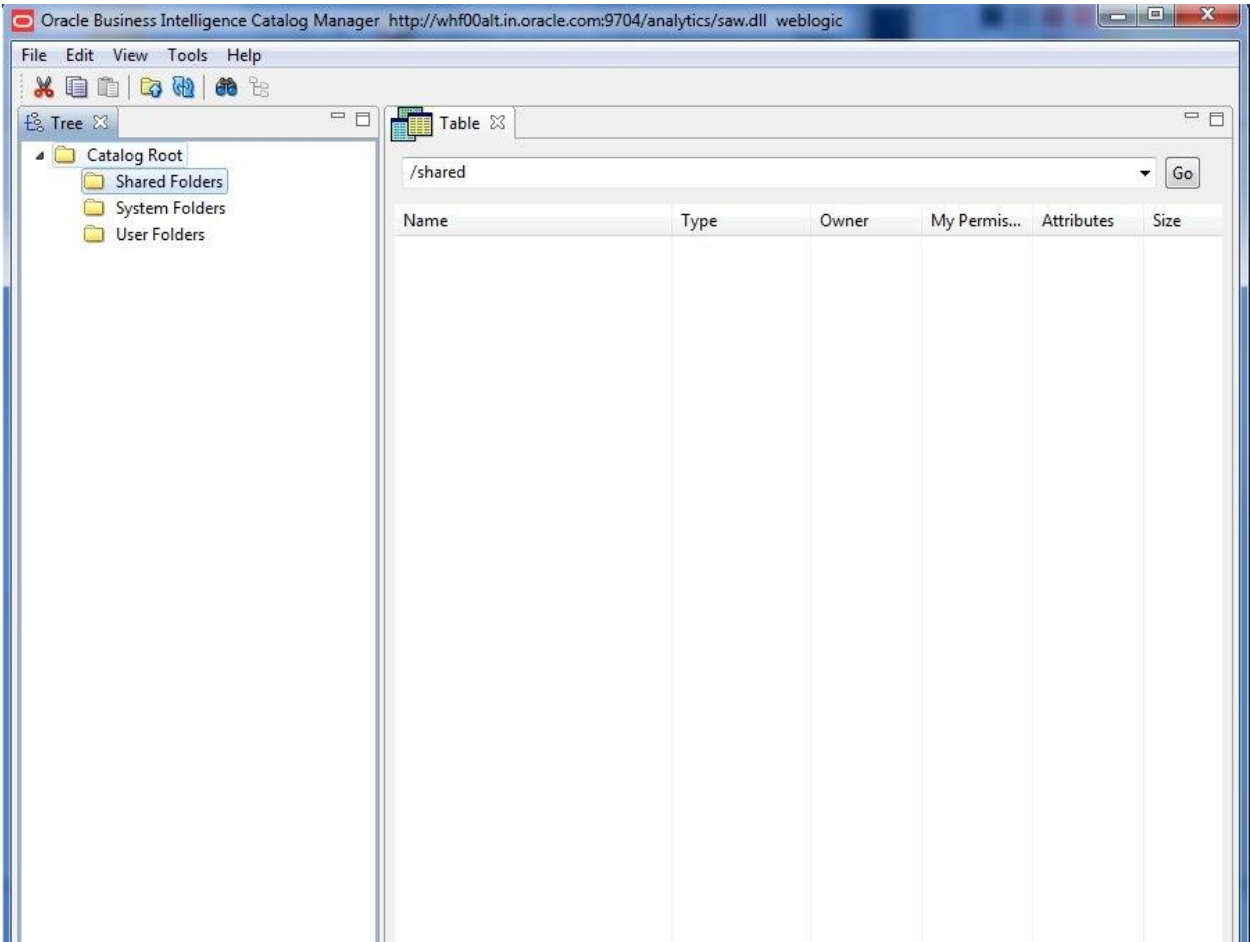 Oracle Business Intelligence Catalog Manager http://whf00alt.in.oracle.com:9704/analytics/saw.dll weblogic
File Edit View Tools Help
Tree
Table
Catalog Root
Shared Folders
System Folders
User Folders
/shared
Go
Name Type Owner My Permis... Attributes Size